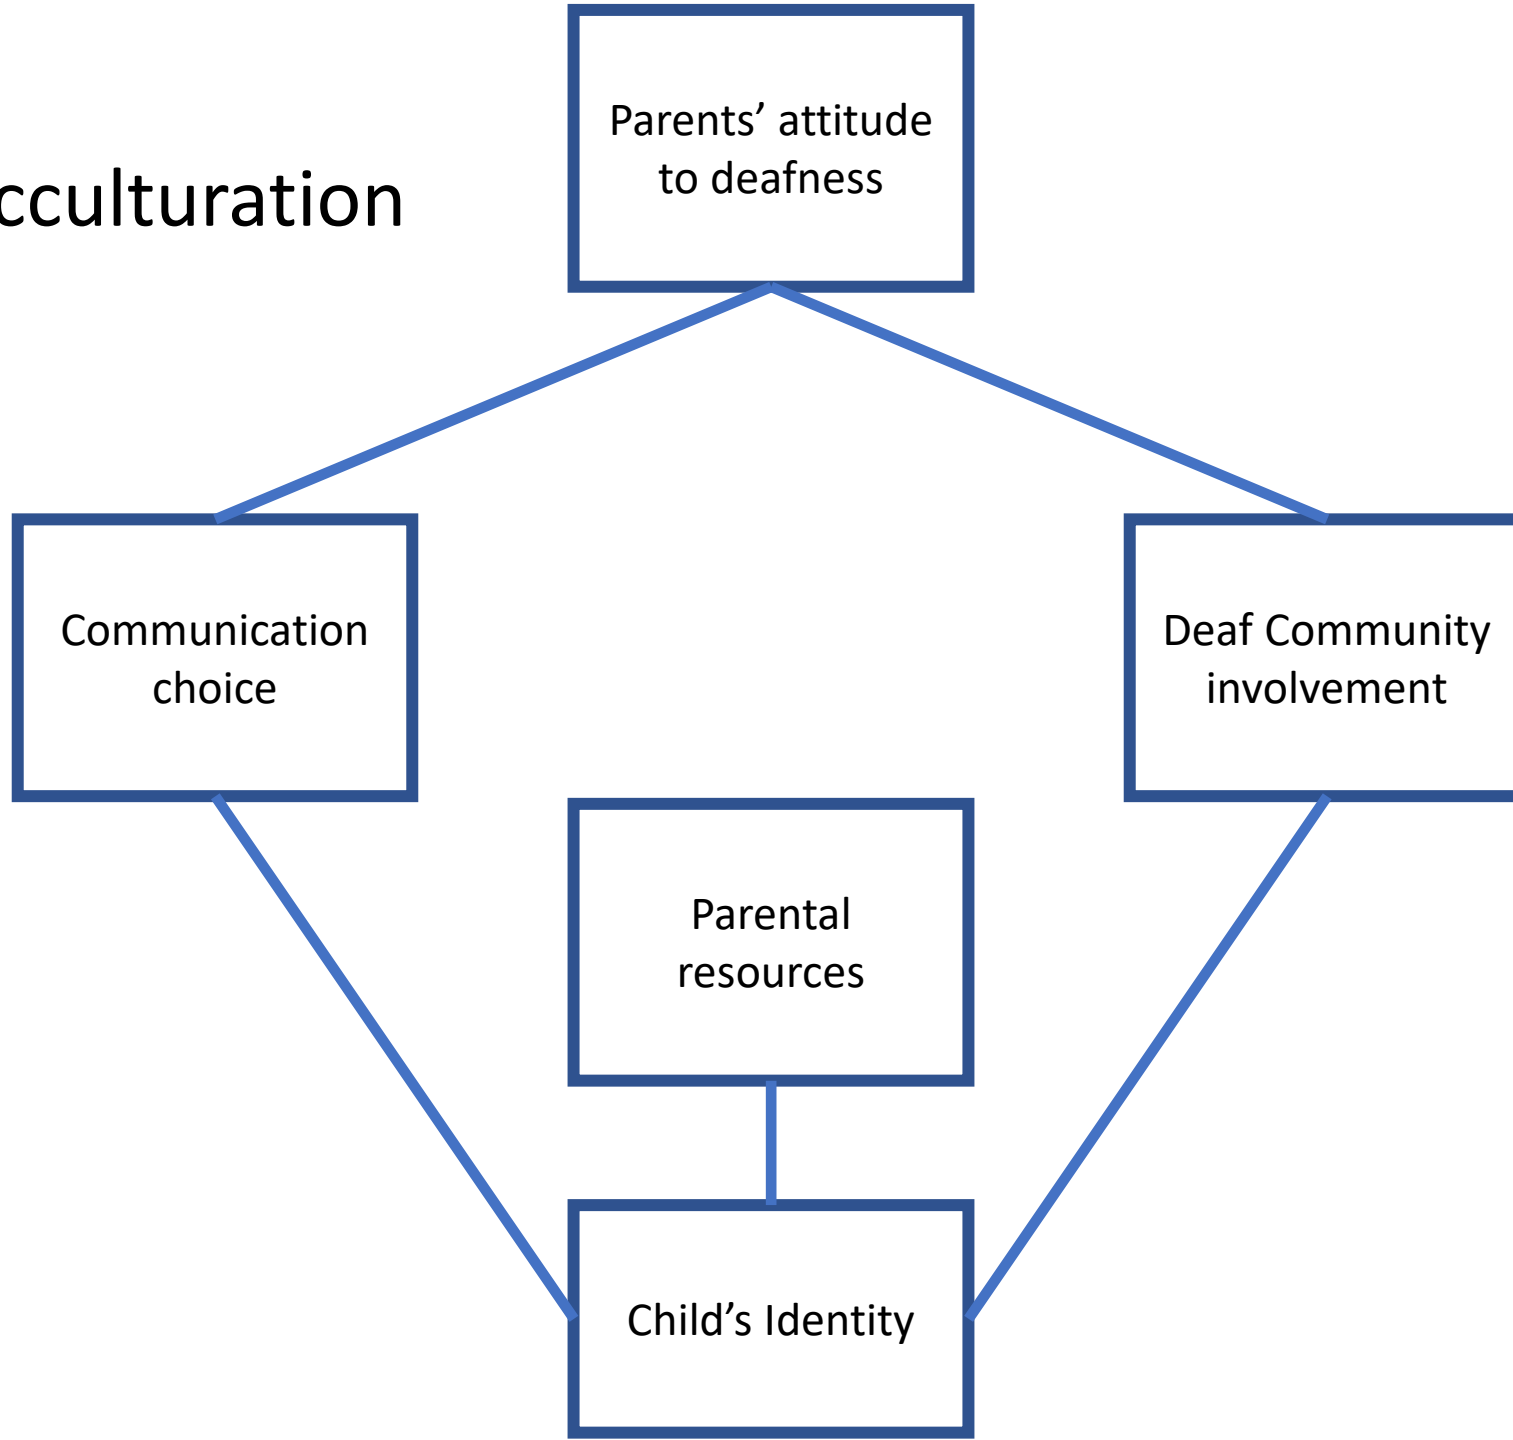 Parents’ attitude
to deafness
cculturation
Communication
choice
Deaf Community
involvement
Parental
resources
Child’s Identity